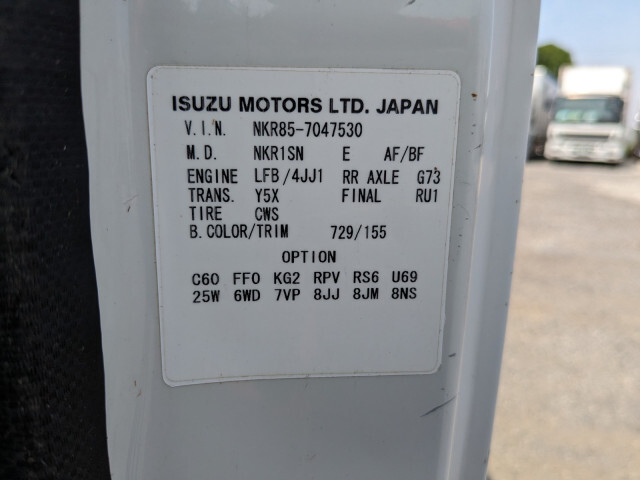 ISUZU MOTORS LTD. JAPAN
V.I.N. NKR85-7047530
M.D. NKR1SN E AF/BF
ENGINE LFB/4JJ1 RR AXLE G73
TRANS. Y5X FINAL RU1
TIRE CWS
B.COLOR/TRIM 729/155
OPTION
C60 FF0 KG2 RPV RS6 U69
25W 6WD 7VP 8JJ 8JM 8NS